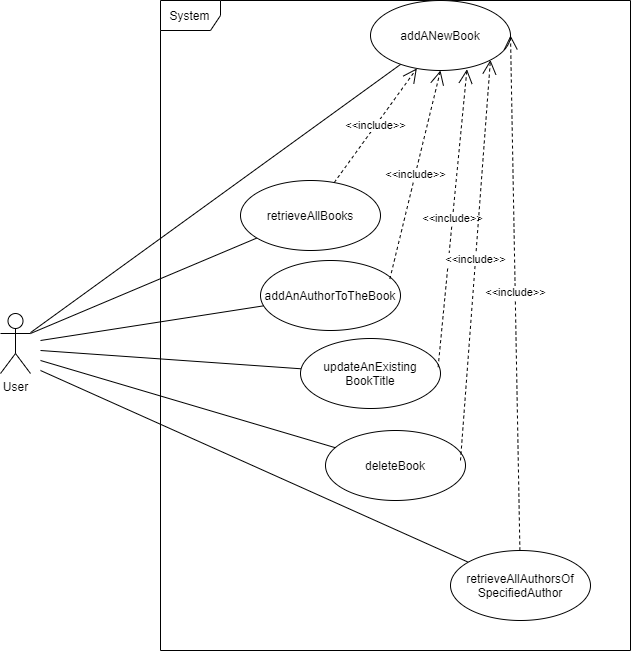 System
addANewBook
<<include>>
<<include>>
retrieveAllBooks
<<include>>
<<include>>
addAnAuthorToTheBook
<<include>>
updateAnExisting
BookTitle
User
deleteBook
retrieveAllAuthorsOf
SpecifiedAuthor